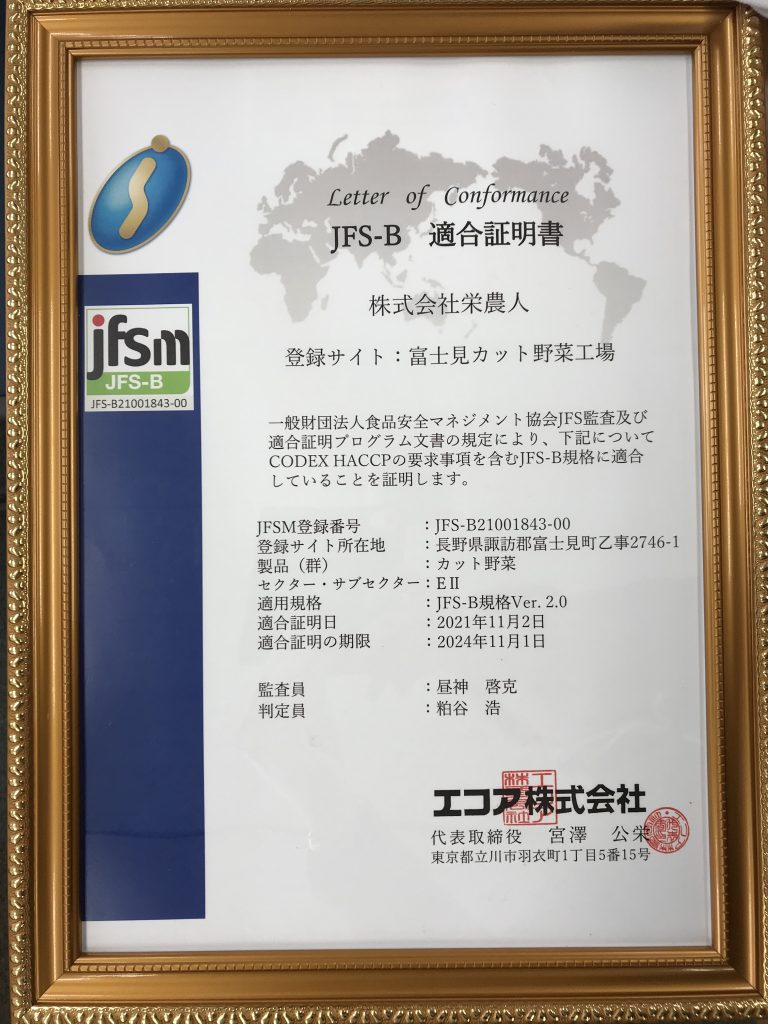 Letter of Conformance
JFS-B 適合証明書
株式会社栄農人
登録サイト：富士見カット野菜工場
jfsm
JFS-B
JFS-B21001843-00
一般財団法人食品安全マネジメント協会JFS監査及び
適合証明プログラム文書の規定により、下記について
CODEX HACCPの要求事項を含むJFS-B規格に適合
していることを証明します。
JFSM登録番号 ：JFS-B21001843-00
登録サイト所在地 ：長野県諏訪郡富士見町乙事2746-1
製品（群） ：カット野菜
セクター・サブセクター：EⅡ
適用規格 ：JFS-B規格Ver. 2.0
適合証明日 ：2021年11月2日
適合証明の期限 ：2024年11月1日
監査員 ：昼神 啓克
判定員 ：粕谷 浩
エコア株式会社
代表取締役 宮澤 公栄
東京都立川市羽衣町1丁目5番15号